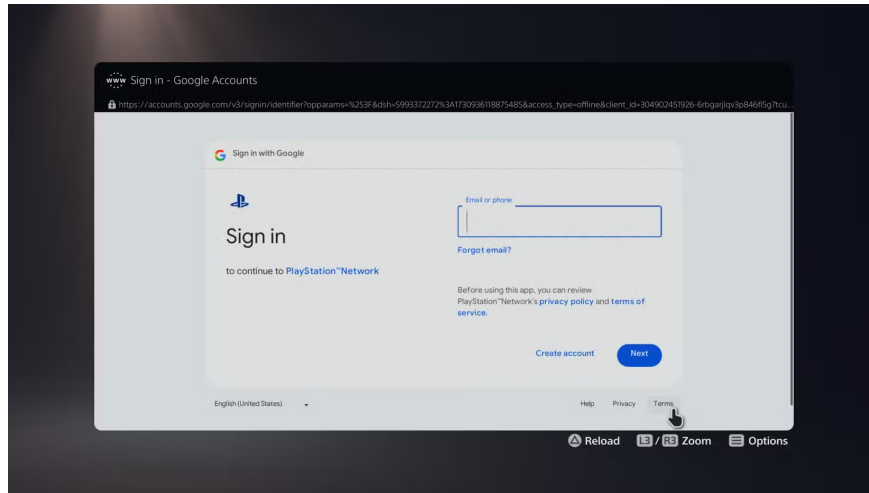 www Sign in - Google Accounts
https://accounts.google.com/v3/signin/identifier?opparams=%253F&dsh=S993372272%3A1730936118875485&access_type=offline&client_id=304902451926-6rbgarjlqv3p846fl5g7tcu...
Sign in with Google
Sign in
to continue to PlayStation™Network
Email or phone
Forgot email?
Before using this app, you can review
PlayStation™Network's privacy policy and terms of
service.
Create account
Next
English (United States)
Help Privacy Terms
Reload L3 / R3 Zoom Options